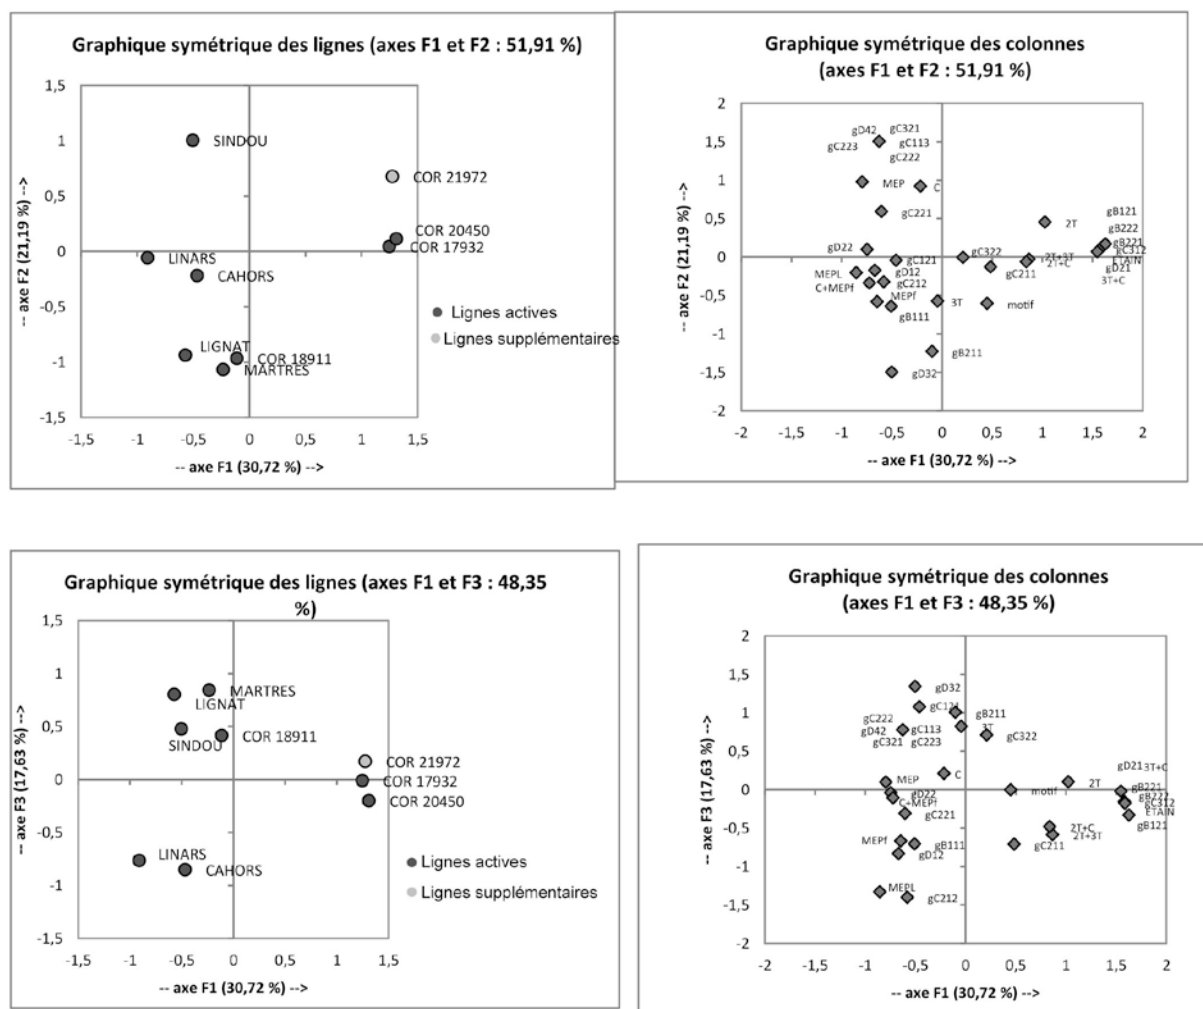 Graphique symétrique des lignes (axes F1 et F2 : 51,91 %)
1,5
1
0,5
0
-0,5
-1
-1,5
-1
-0,5
0
0,5
1
1,5
-- axe F2 (21,19 %) -->
-- axe F1 (30,72 %) -->
SINDOU
COR 21972
COR 20450
COR 17932
LINARS
CAHORS
LIGNAT
COR 18911
MARTRES
Lignes actives
Lignes supplémentaires
Graphique symétrique des colonnes
(axes F1 et F2 : 51,91 %)
2
1,5
1
0,5
0
-0,5
-1
-1,5
-2
-2
-1,5
-1
-0,5
0
0,5
1
1,5
2
-- axe F2 (21,19 %) -->
-- axe F1 (30,72 %) -->
gD42
gC321
gC223
gC113
gC222
MEP
C
gC221
2T
gB121
gB222
gB221
gC312
ETAIN
gD21
3T+C
gD22
gC121
gC322
2T+3T
2T+C
MEPL
gD12
gC211
C+MEPf
gC212
MEPf
3T
motif
gB111
gB211
gD32
Graphique symétrique des lignes (axes F1 et F3 : 48,35
%)
1,5
1
0,5
0
-0,5
-1
-1,5
-1
-0,5
0
0,5
1
1,5
-- axe F3 (17,63 %) -->
-- axe F1 (30,72 %) -->
MARTRES
LIGNAT
SINDOU
COR 18911
COR 21972
COR 17932
COR 20450
LINARS
CAHORS
Lignes actives
Lignes supplémentaires
Graphique symétrique des colonnes
(axes F1 et F3 : 48,35 %)
2
1,5
1
0,5
0
-0,5
-1
-1,5
-2
-2
-1,5
-1
-0,5
0
0,5
1
1,5
2
-- axe F3 (17,63 %) -->
-- axe F1 (30,72 %) -->
gD32
gC121
gB211
3T
gC222
gC113
gD42
gC321
gC223
gC322
gD21
3T+C
C
MEP
2T
gB221
gD22
motif
gB222
C+MEPf
gC312
gC221
ETAIN
gB121
2T+C
2T+3T
MEPf
gB111
gC211
gD12
MEPL
gC212